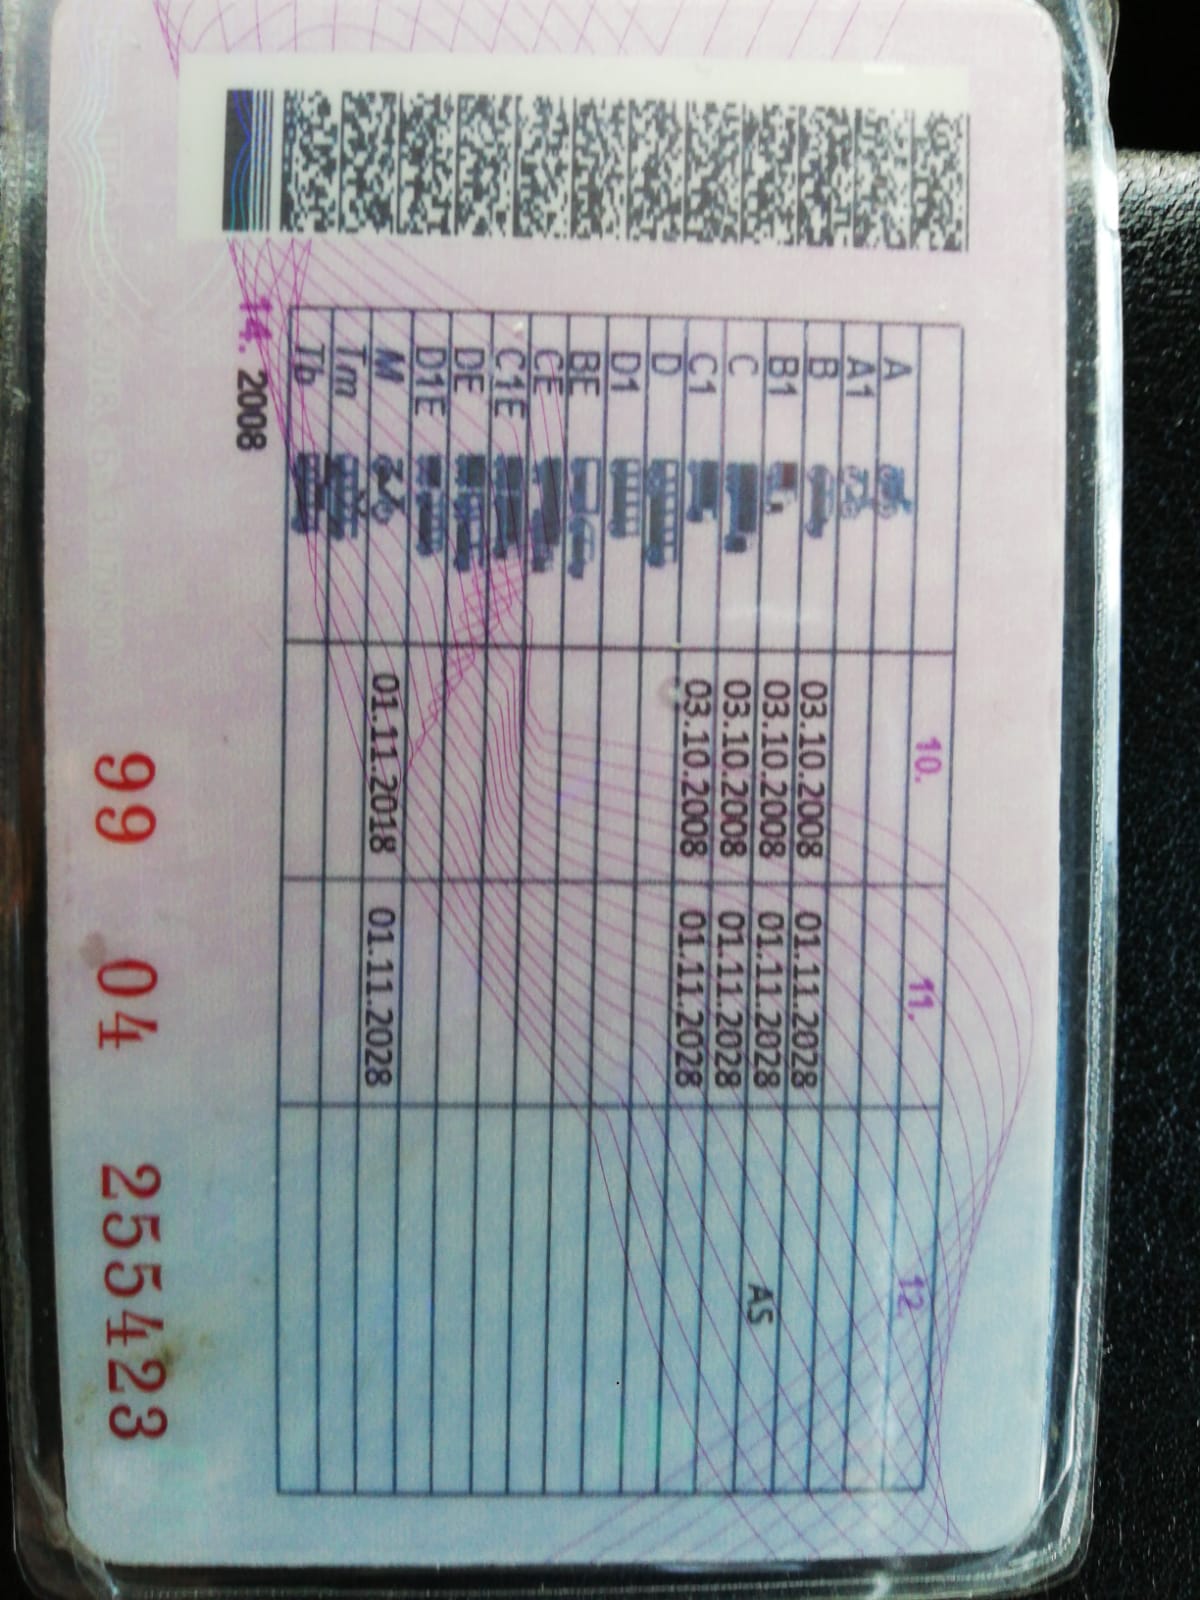 10. 11. 12.
A
A1
B 03.10.2008 01.11.2028
B1 03.10.2008 01.11.2028 AS
C 03.10.2008 01.11.2028
C1 03.10.2008 01.11.2028
D
D1
BE
CE
C1E
DE
D1E
M 01.11.2018 01.11.2028
Tm
Tb
14. 2008
99 04 255423